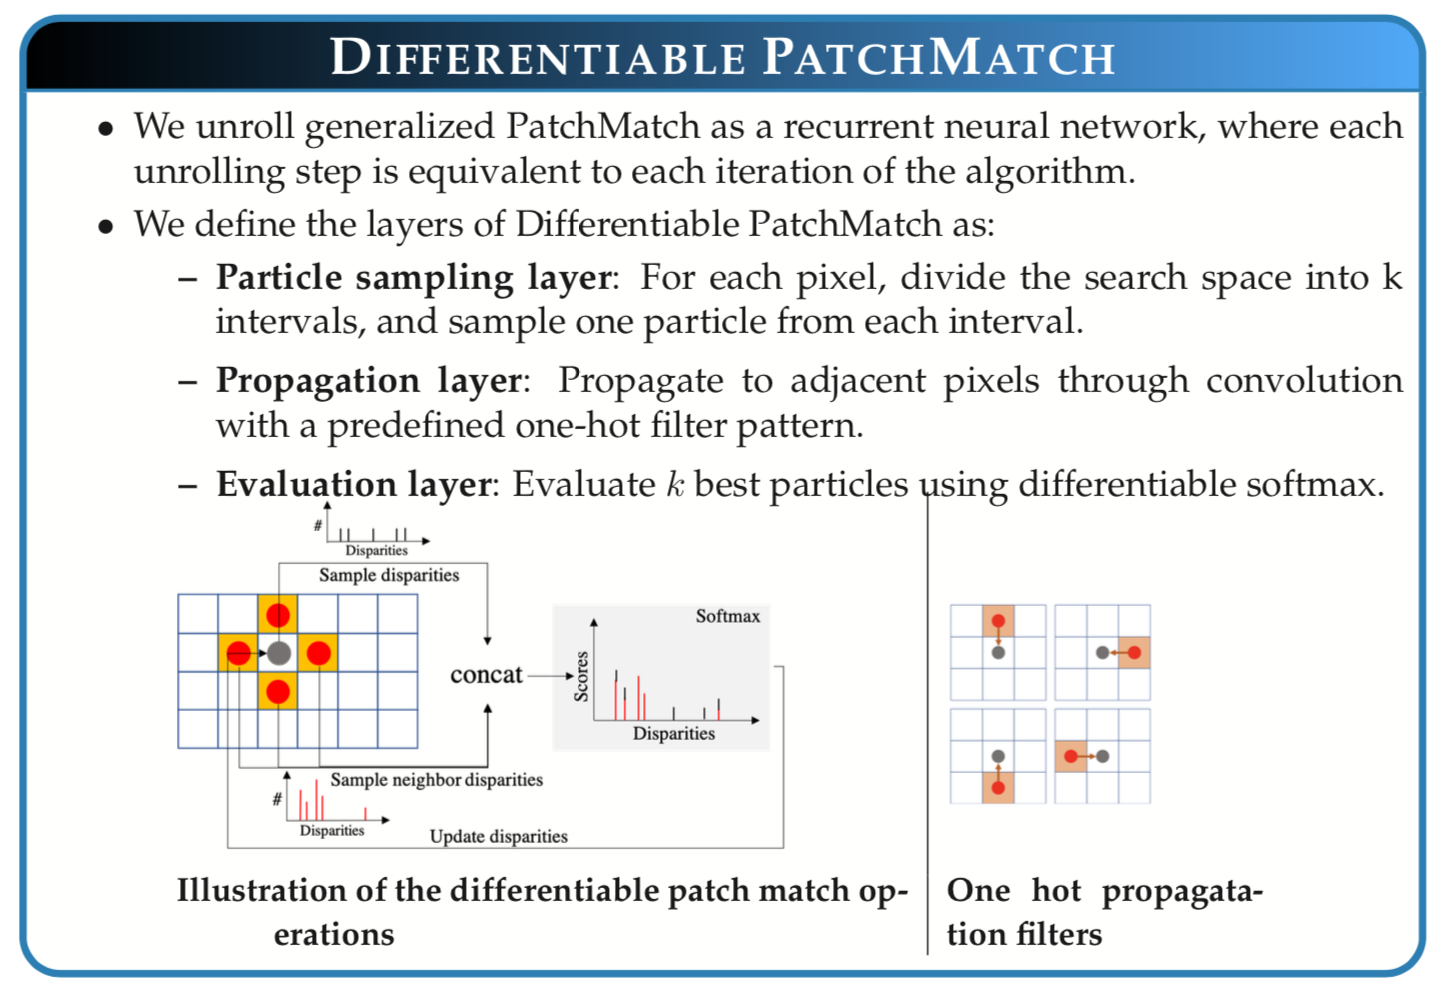 DIFFERENTIABLE PATCHMATCH
• We unroll generalized PatchMatch as a recurrent neural network, where each
unrolling step is equivalent to each iteration of the algorithm.
• We define the layers of Differentiable PatchMatch as:
– Particle sampling layer: For each pixel, divide the search space into k
intervals, and sample one particle from each interval.
– Propagation layer: Propagate to adjacent pixels through convolution
with a predefined one-hot filter pattern.
– Evaluation layer: Evaluate k best particles using differentiable softmax.
#
Disparities
Sample disparities
concat
Softmax
Scores
Disparities
Sample neighbor disparities
#
Disparities
Update disparities
Illustration of the differentiable patch match op-
erations
One hot propagata-
tion filters